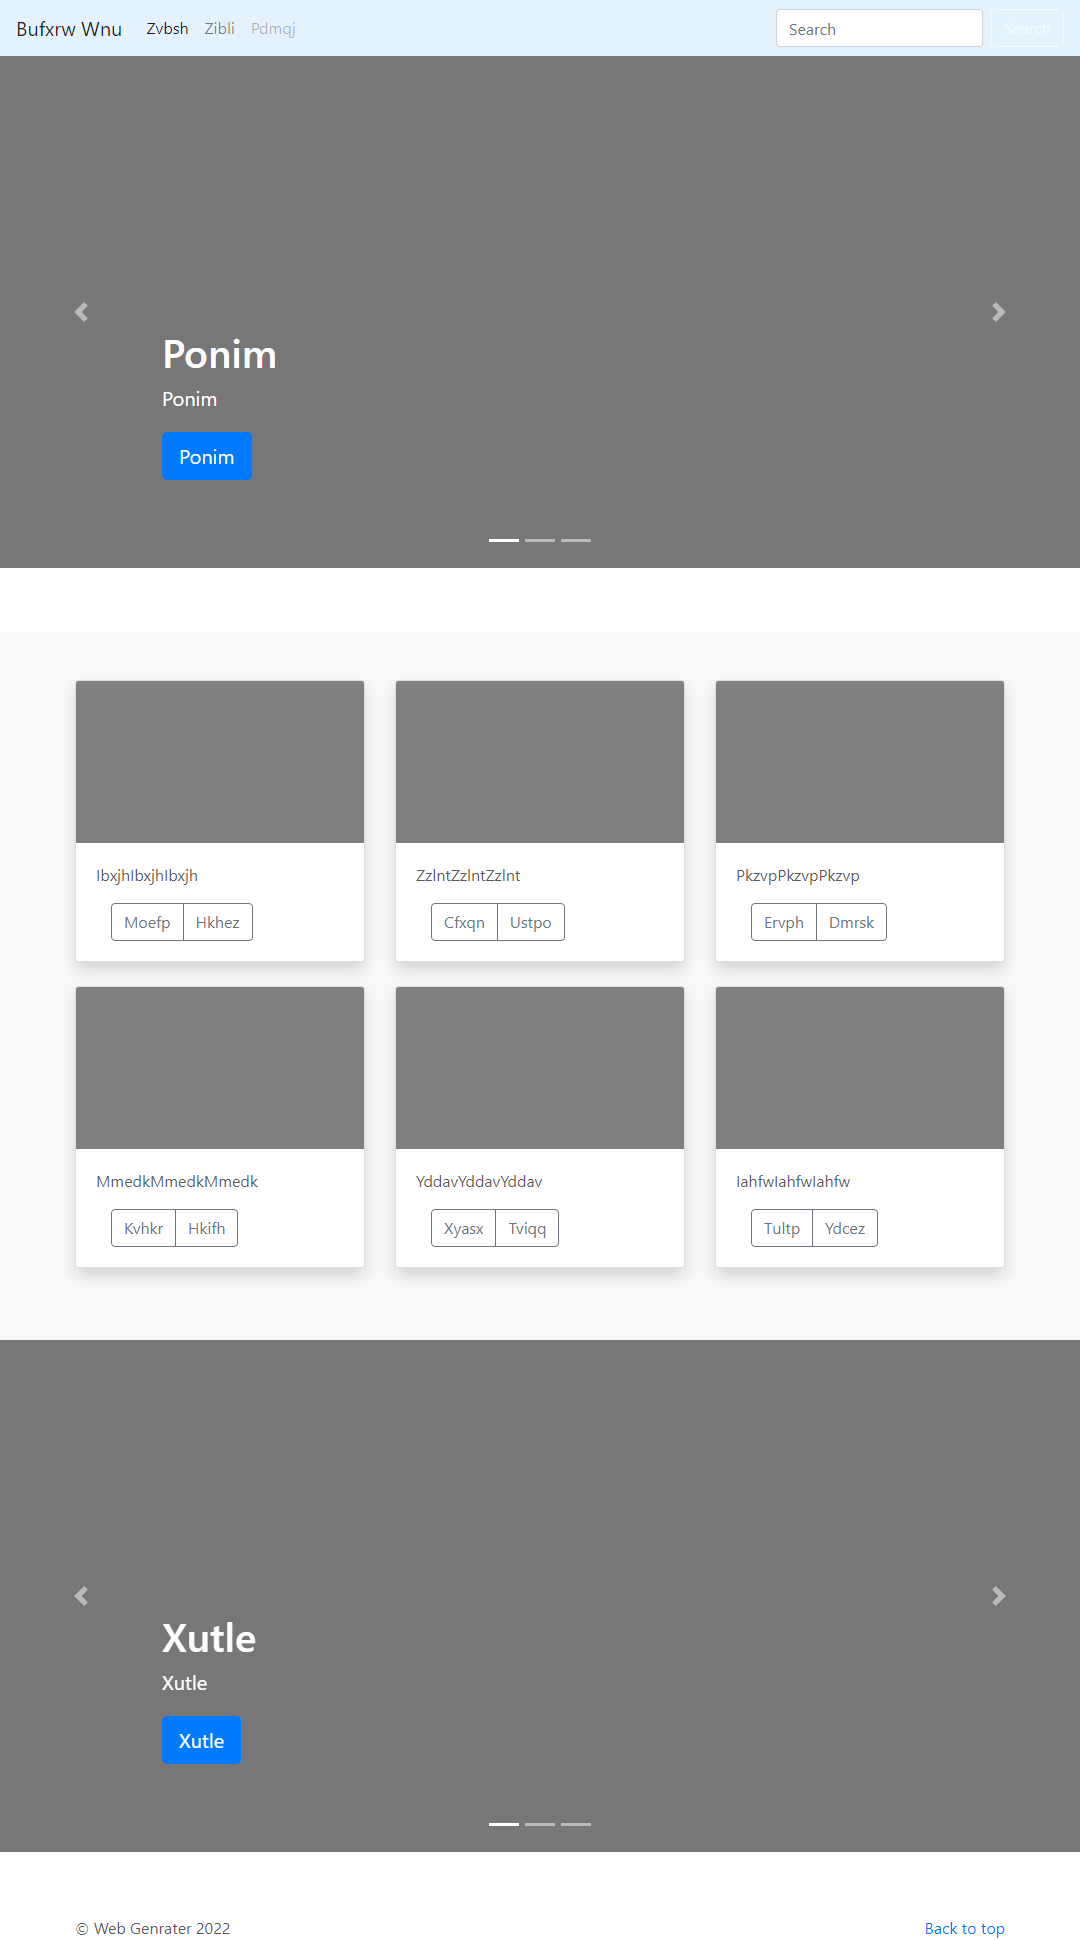 Bufxrw Wnu Zvbsh Zibli Pdmqj Search Search
Ponim
Ponim
Ponim
IbxjhIbxjhIbxjh ZzlntZzlntZzlnt PkzvpPkzvpPkzvp
Moefp Hkhez Cfxqn Ustpo Ervph Dmrsk
MmedkMmedkMmedk YddavYddavYddav IahfwIahfwIahfw
Kvhkr Hkifh Xyasx Tviqq Tultp Ydcez
Xutle
Xutle
Xutle
© Web Genrater 2022 Back to top